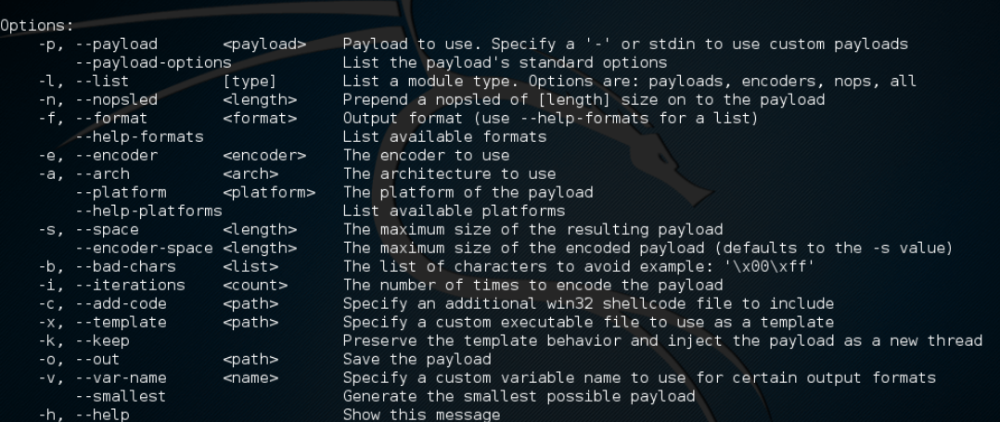 Options:
-p, --payload <payload> Payload to use. Specify a '-' or stdin to use custom payloads
--payload-options List the payload's standard options
-l, --list [type] List a module type. Options are: payloads, encoders, nops, all
-n, --nopsled <length> Prepend a nopsled of [length] size on to the payload
-f, --format <format> Output format (use --help-formats for a list)
--help-formats List available formats
-e, --encoder <encoder> The encoder to use
-a, --arch <arch> The architecture to use
--platform <platform> The platform of the payload
--help-platforms List available platforms
-s, --space <length> The maximum size of the resulting payload
--encoder-space <length> The maximum size of the encoded payload (defaults to the -s value)
-b, --bad-chars <list> The list of characters to avoid example: '\x00\xff'
-i, --iterations <count> The number of times to encode the payload
-c, --add-code <path> Specify an additional win32 shellcode file to include
-x, --template <path> Specify a custom executable file to use as a template
-k, --keep Preserve the template behavior and inject the payload as a new thread
-o, --out <path> Save the payload
-v, --var-name <name> Specify a custom variable name to use for certain output formats
--smallest Generate the smallest possible payload
-h, --help Show this message